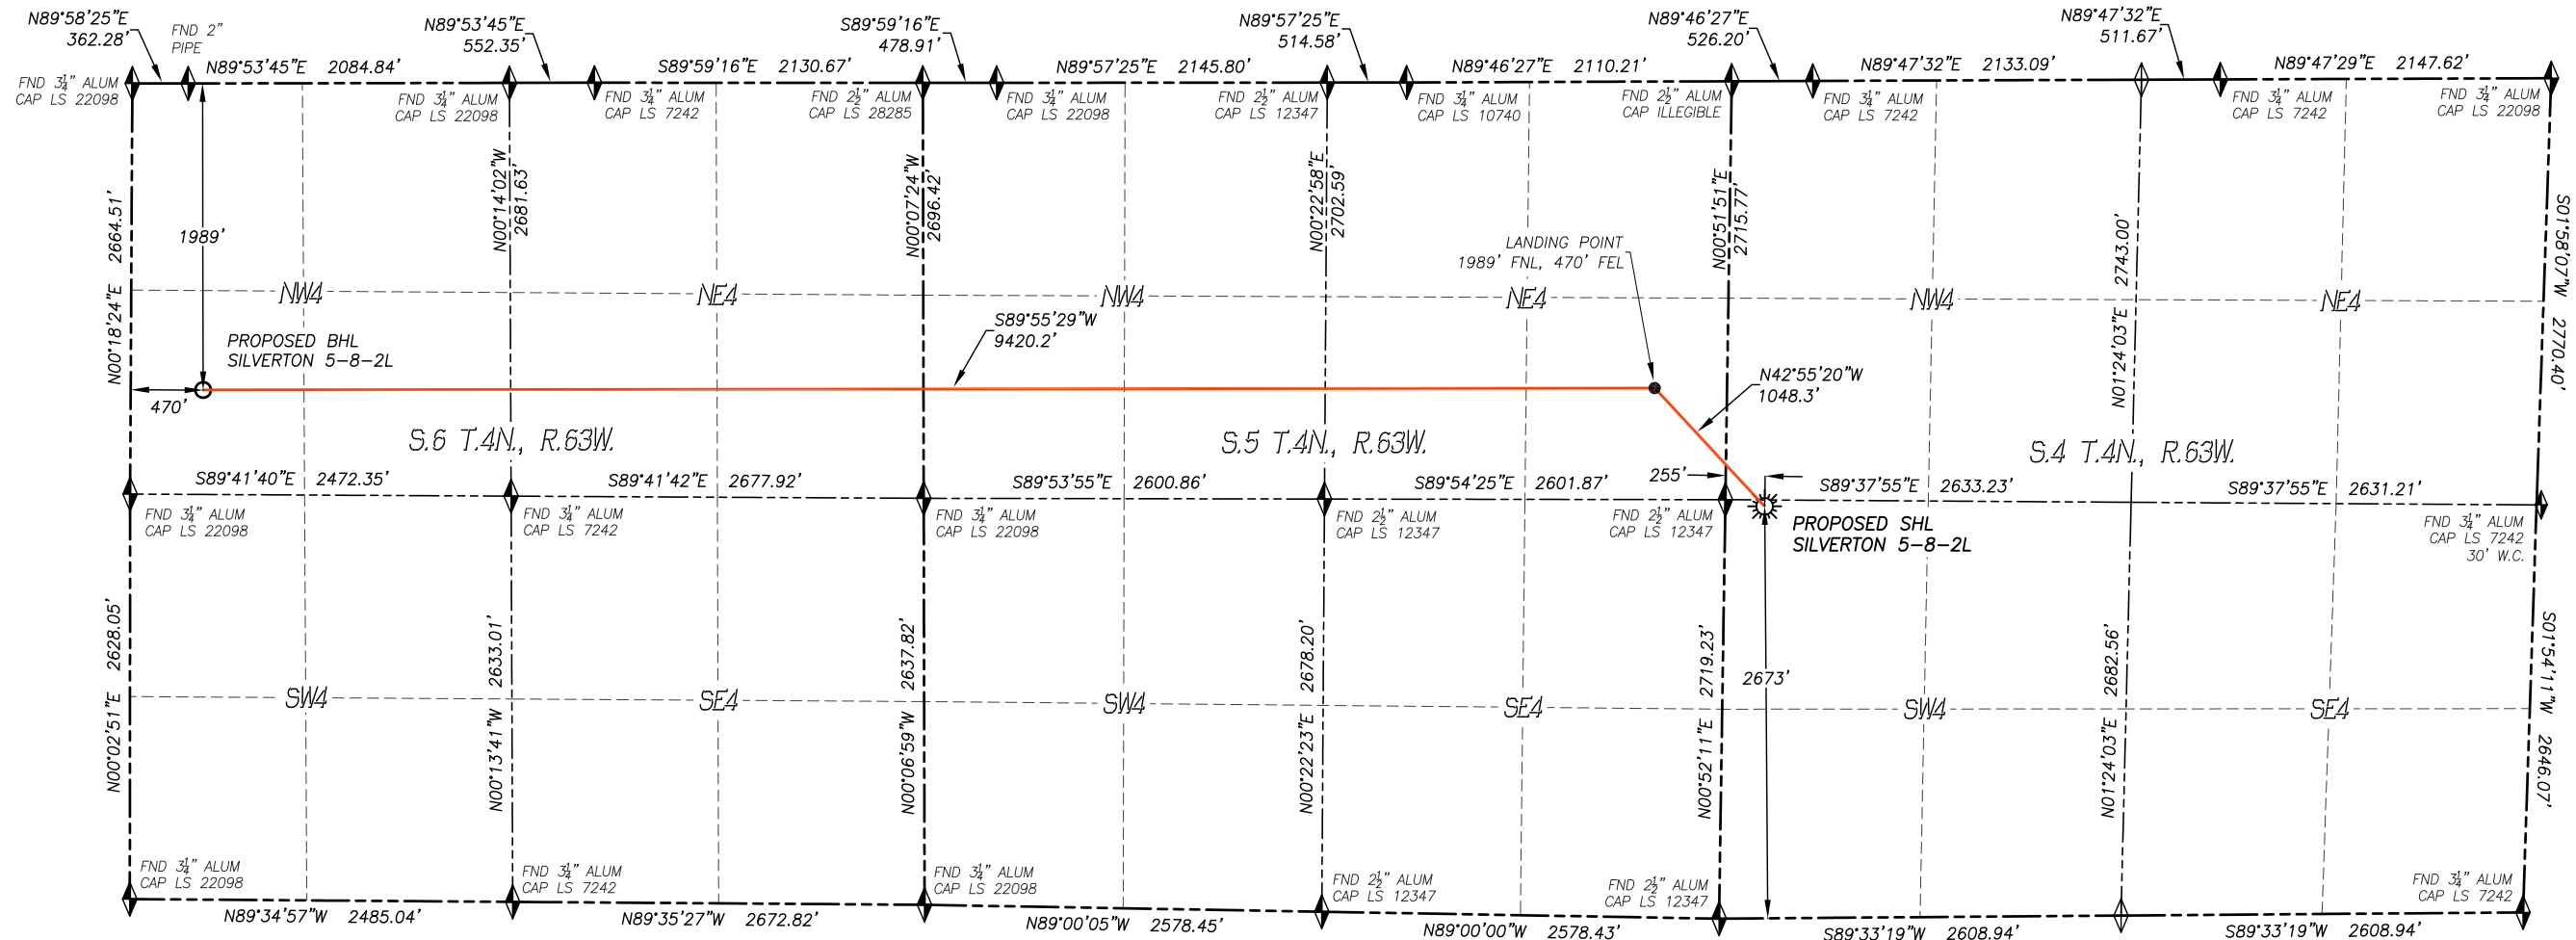 N89°58'25"E
362.28'
FND 2"
PIPE
N89°53'45"E
552.35'
S89°59'16"E
478.91'
N89°57'25"E
514.58'
N89°46'27"E
526.20'
N89°47'32"E
511.67'
N89°53'45"E 2084.84'
S89°59'16"E 2130.67'
N89°57'25"E 2145.80'
N89°46'27"E 2110.21'
N89°47'32"E 2133.09'
N89°47'29"E 2147.62'
FND 3¼" ALUM
CAP LS 22098
FND 3¼" ALUM
CAP LS 22098
FND 3¼" ALUM
CAP LS 7242
FND 2½" ALUM
CAP LS 28285
FND 3¼" ALUM
CAP LS 22098
FND 2½" ALUM
CAP LS 12347
FND 3¼" ALUM
CAP LS 10740
FND 2½" ALUM
CAP ILLEGIBLE
FND 3¼" ALUM
CAP LS 7242
FND 3¼" ALUM
CAP LS 7242
FND 3¼" ALUM
CAP LS 22098
N00°18'24"E 2664.51'
1989'
N00°14'02"W
2681.63'
N00°07'24"W
2696.42'
N00°22'58"E
2702.59'
N00°51'51"E
2715.77'
N01°24'03"E 2743.00'
S01°58'07"W 2770.40'
LANDING POINT
1989' FNL, 470' FEL
NW4
NE4
NW4
NE4
NW4
NE4
PROPOSED BHL
SILVERTON 5-8-2L
S89°55'29"W
9420.2'
N42°55'20"W
1048.3'
470'
S.6 T.4N., R.63W.
S.5 T.4N., R.63W.
S.4 T.4N., R.63W.
255'
S89°41'40"E 2472.35'
S89°41'42"E 2677.92'
S89°53'55"E 2600.86'
S89°54'25"E 2601.87'
S89°37'55"E 2633.23'
S89°37'55"E 2631.21'
FND 3¼" ALUM
CAP LS 22098
FND 3¼" ALUM
CAP LS 7242
FND 3¼" ALUM
CAP LS 22098
FND 2½" ALUM
CAP LS 12347
FND 2½" ALUM
CAP LS 12347
PROPOSED SHL
SILVERTON 5-8-2L
FND 3¼" ALUM
CAP LS 7242
30' W.C.
N00°02'51"E 2628.05'
N00°13'41"W 2633.01'
N00°06'59"W 2637.82'
N00°22'23"E 2678.20'
N00°52'11"E 2719.23'
2673'
N01°24'03"E 2682.56'
S01°54'11"W 2646.07'
SW4
SE4
SW4
SE4
SW4
SE4
FND 3¼" ALUM
CAP LS 22098
FND 3¼" ALUM
CAP LS 7242
FND 3¼" ALUM
CAP LS 22098
FND 2½" ALUM
CAP LS 12347
FND 2½" ALUM
CAP LS 12347
FND 3¼" ALUM
CAP LS 7242
N89°34'57"W 2485.04'
N89°35'27"W 2672.82'
N89°00'05"W 2578.45'
N89°00'00"W 2578.43'
S89°33'19"W 2608.94'
S89°33'19"W 2608.94'